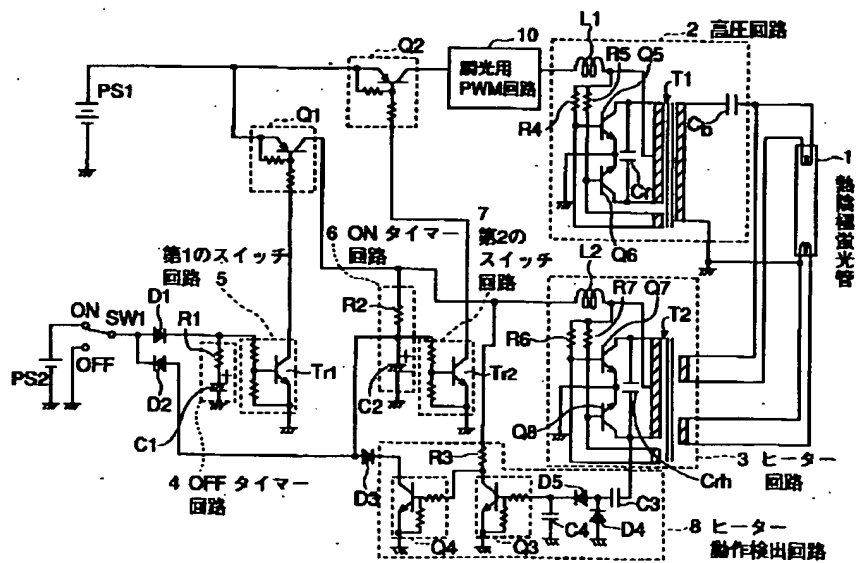 L1
2 高圧回路
10
Q2
R5 Q5
調光用
PWM回路
T1
PS1
Q1
R4
Cb
1
熱陰極蛍光管
Cr
7
6 ON タイマー
回路
第2の
スイッチ
回路
第1のスイッチ
回路
5
Q6
L2
R7 Q7
ON
SW1
D1
R1
R2
R6
T2
OFF
PS2
D2
Tr1
C2
Tr2
Q8
C1
R3
D3
D5
Crh
3 ヒーター
回路
4 OFF タイマー
回路
C3
C4
D4
Q4
Q3
8 ヒーター
動作検出回路